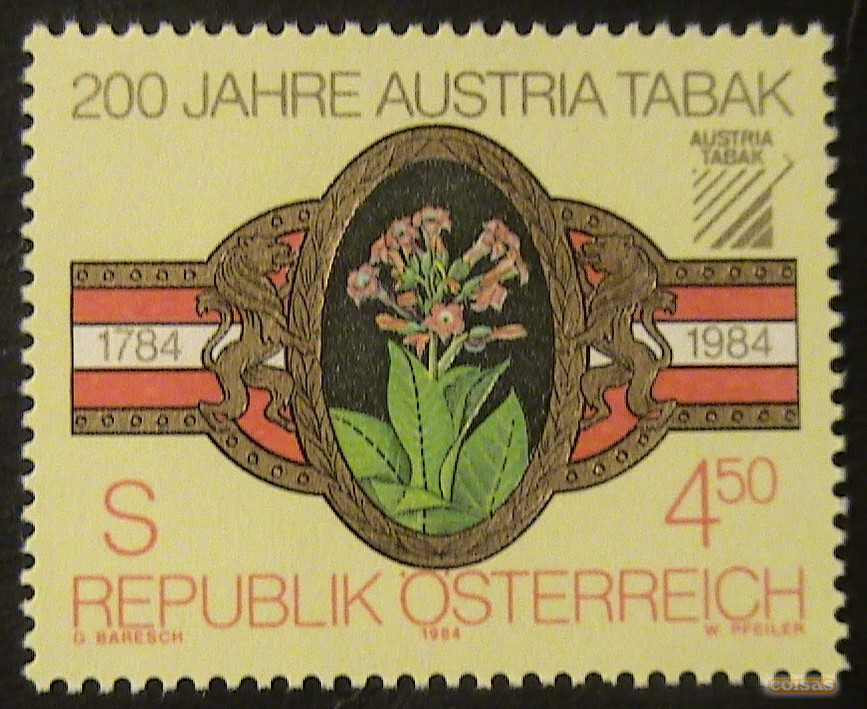 200 JAHRE AUSTRIA TABAK
AUSTRIA
TABAK
1784
1984
S
4 50
REPUBLIK ÖSTERREICH
G. BARESCH
1984
W. PFEILER
coisas